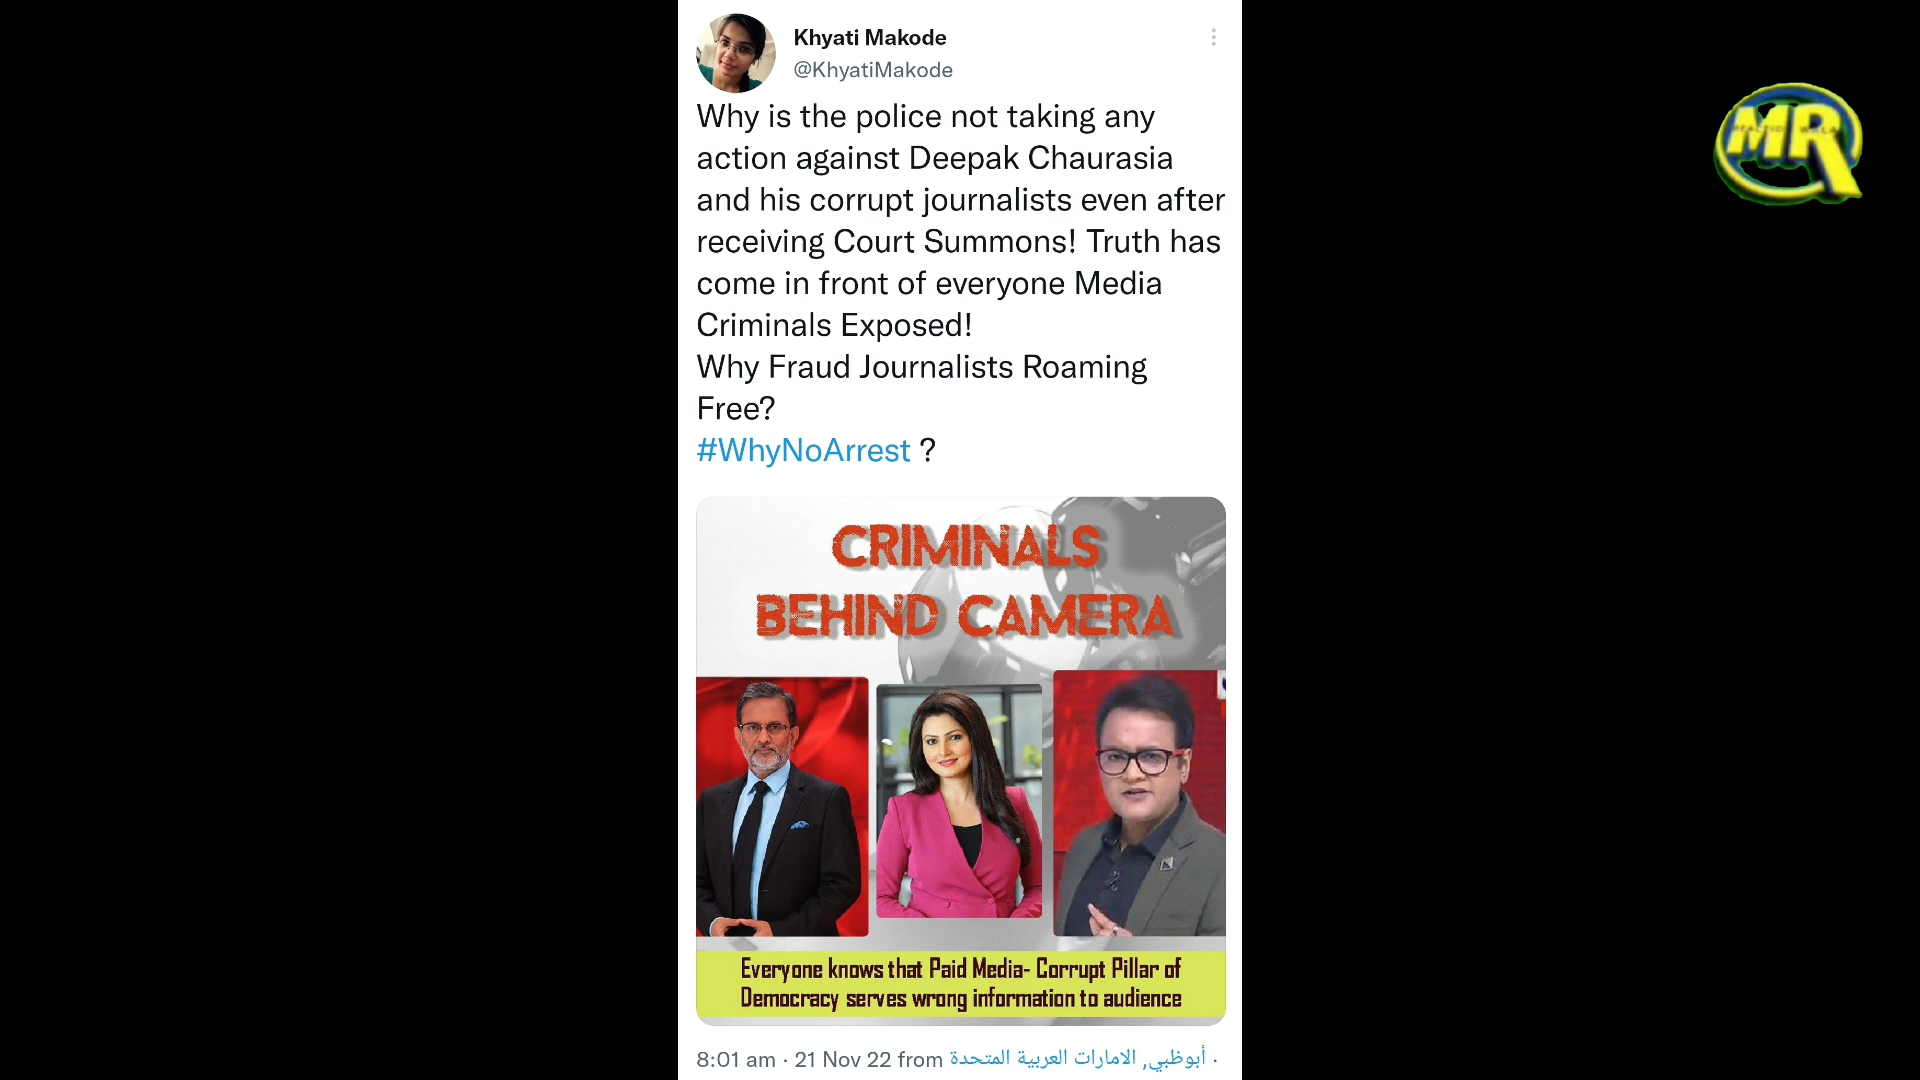 Khyati Makode
@KhyatiMakode
Why is the police not taking any
action against Deepak Chaurasia
and his corrupt journalists even after
receiving Court Summons! Truth has
come in front of everyone Media
Criminals Exposed!
Why Fraud Journalists Roaming
Free?
#WhyNoArrest ?
CRIMINALS
BEHIND CAMERA
Everyone knows that Paid Media- Corrupt Pillar of
Democracy serves wrong information to audience
8:01 am · 21 Nov 22 from أبوظبي, الامارات العربية المتحدة ·
MR